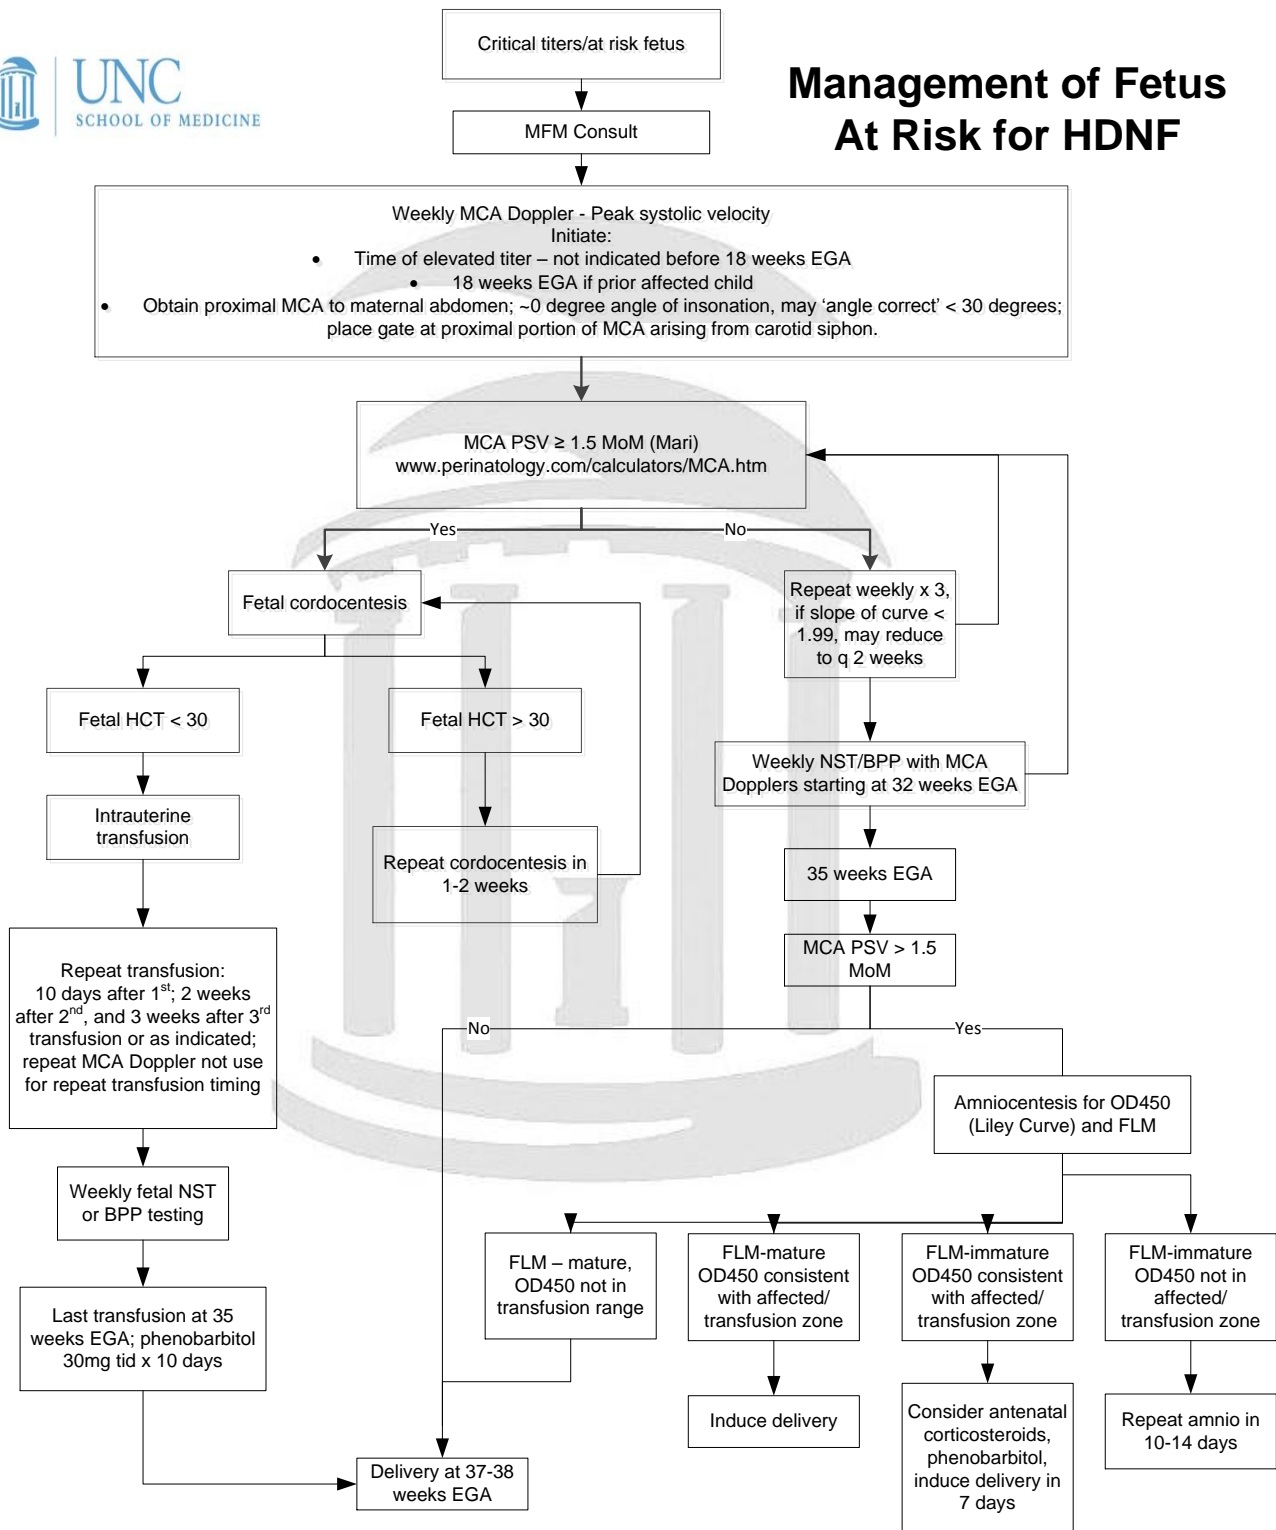 UNC
SCHOOL OF MEDICINE
Management of Fetus
At Risk for HDNF
Critical titers/at risk fetus
MFM Consult
Weekly MCA Doppler - Peak systolic velocity
Initiate:
• Time of elevated titer – not indicated before 18 weeks EGA
• 18 weeks EGA if prior affected child
• Obtain proximal MCA to maternal abdomen; ~0 degree angle of insonation, may ‘angle correct’ < 30 degrees;
place gate at proximal portion of MCA arising from carotid siphon.
MCA PSV ≥ 1.5 MoM (Mari)
www.perinatology.com/calculators/MCA.htm
Yes
No
Fetal cordocentesis
Repeat weekly x 3,
if slope of curve <
1.99, may reduce
to q 2 weeks
Fetal HCT < 30
Fetal HCT > 30
Weekly NST/BPP with MCA
Dopplers starting at 32 weeks EGA
Intrauterine
transfusion
Repeat cordocentesis in
1-2 weeks
35 weeks EGA
MCA PSV > 1.5
MoM
Repeat transfusion:
10 days after 1st; 2 weeks
after 2nd, and 3 weeks after 3rd
transfusion or as indicated;
repeat MCA Doppler not use
for repeat transfusion timing
No
Yes
Amniocentesis for OD450
(Liley Curve) and FLM
Weekly fetal NST
or BPP testing
FLM – mature,
OD450 not in
transfusion range
FLM-mature
OD450 consistent
with affected/
transfusion zone
FLM-immature
OD450 consistent
with affected/
transfusion zone
FLM-immature
OD450 not in
affected/
transfusion zone
Last transfusion at 35
weeks EGA; phenobarbitol
30mg tid x 10 days
Induce delivery
Consider antenatal
corticosteroids,
phenobarbitol,
induce delivery in
7 days
Repeat amnio in
10-14 days
Delivery at 37-38
weeks EGA